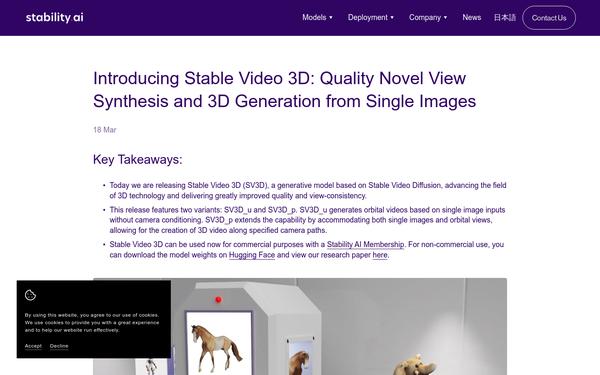 stability.ai
Models ▼ Deployment ▼ Company ▼ News 日本語 Contact Us
Introducing Stable Video 3D: Quality Novel View
Synthesis and 3D Generation from Single Images
18 Mar
Key Takeaways:
• Today we are releasing Stable Video 3D (SV3D), a generative model based on Stable Video Diffusion, advancing the field
of 3D technology and delivering greatly improved quality and view-consistency.
• This release features two variants: SV3D_u and SV3D_p. SV3D_u generates orbital videos based on single image inputs
without camera conditioning. SV3D_p extends the capability by accommodating both single images and orbital views,
allowing for the creation of 3D video along specified camera paths.
• Stable Video 3D can be used now for commercial purposes with a Stability AI Membership. For non-commercial use, you
can download the model weights on Hugging Face and view our research paper here.
By using this website, you agree to our use of cookies.
We use cookies to provide you with a great experience
and to help our website run effectively.
Accept Decline